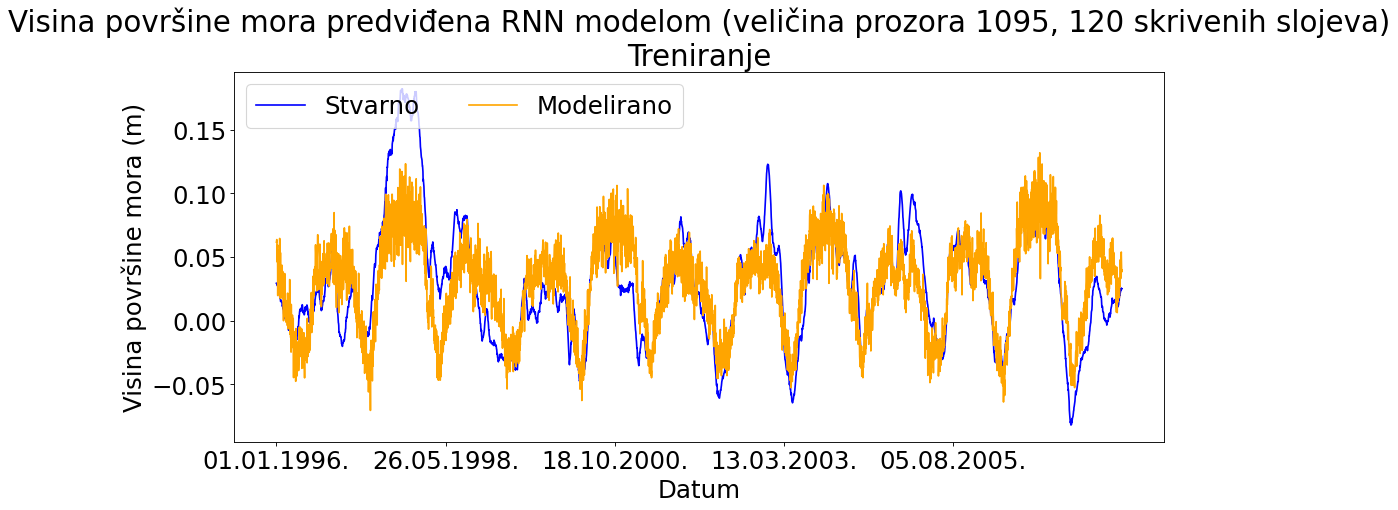 Visina površine mora predviđena RNN modelom (veličina prozora 1095, 120 skrivenih slojeva)
Treniranje
Stvarno
Modelirano
Visina površine mora (m)
0.15
0.10
0.05
0.00
−0.05
01.01.1996.
26.05.1998.
18.10.2000.
13.03.2003.
05.08.2005.
Datum